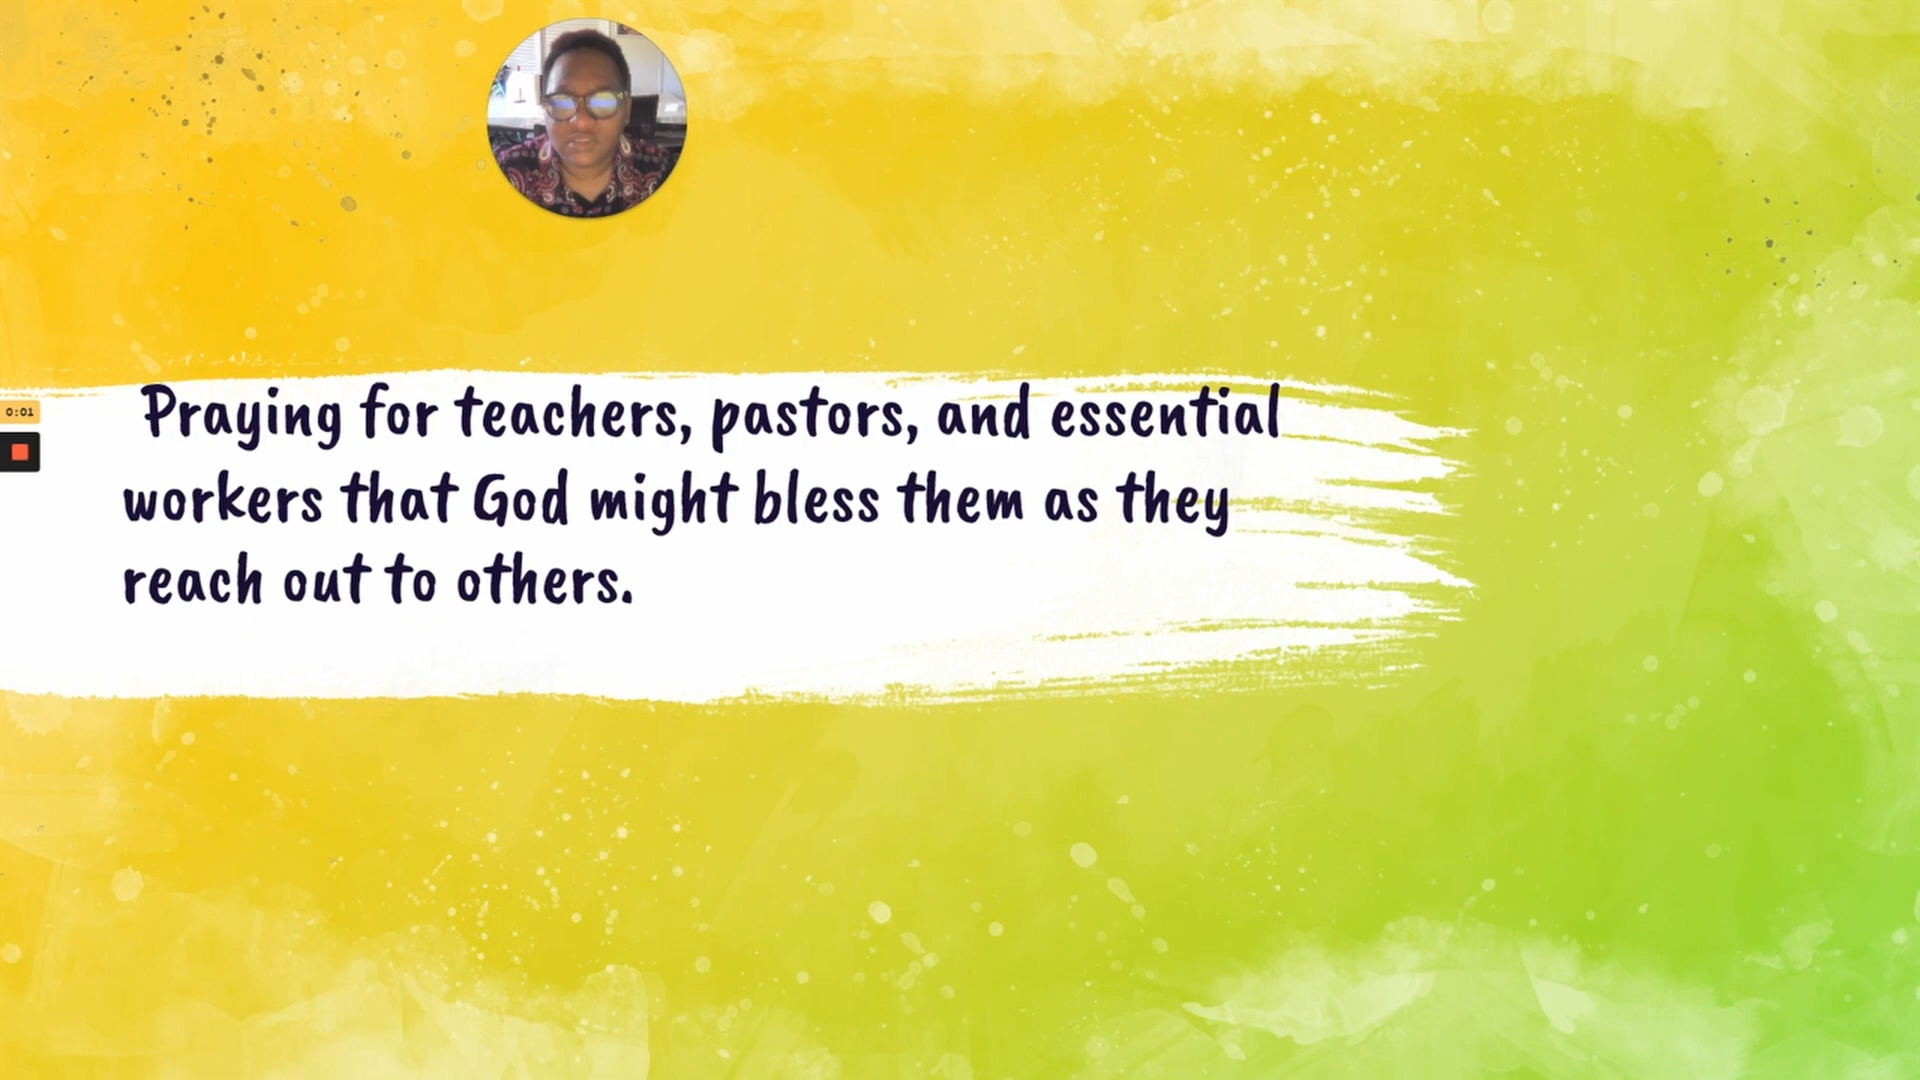 Praying for teachers, pastors, and essential
workers that God might bless them as they
reach out to others.
0:01